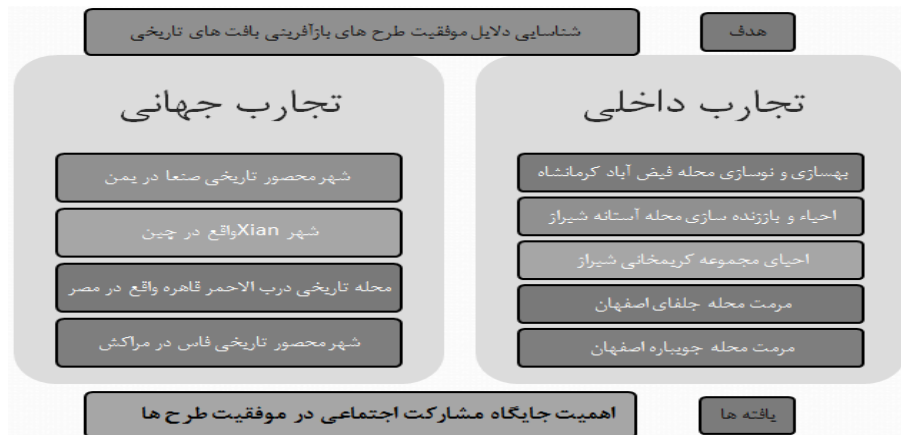 هدف
شناسایی دلایل موفقیت طرح های بازآفرینی بافت های تاریخی
تجارب داخلی
بهسازی و نوسازی محله فیض آباد کرمانشاه
احیاء و باززنده سازی محله آستانه شیراز
احیای مجموعه کریمخانی شیراز
مرمت محله جلفای اصفهان
مرمت محله جویباره اصفهان
تجارب جهانی
شهر محصور تاریخی صنعا در یمن
شهر Xianواقع در چین
محله تاریخی درب الاحمر قاهره واقع در مصر
شهر محصور تاریخی فاس در مراکش
یافته ها
اهمیت جایگاه مشارکت اجتماعی در موفقیت طرح ها